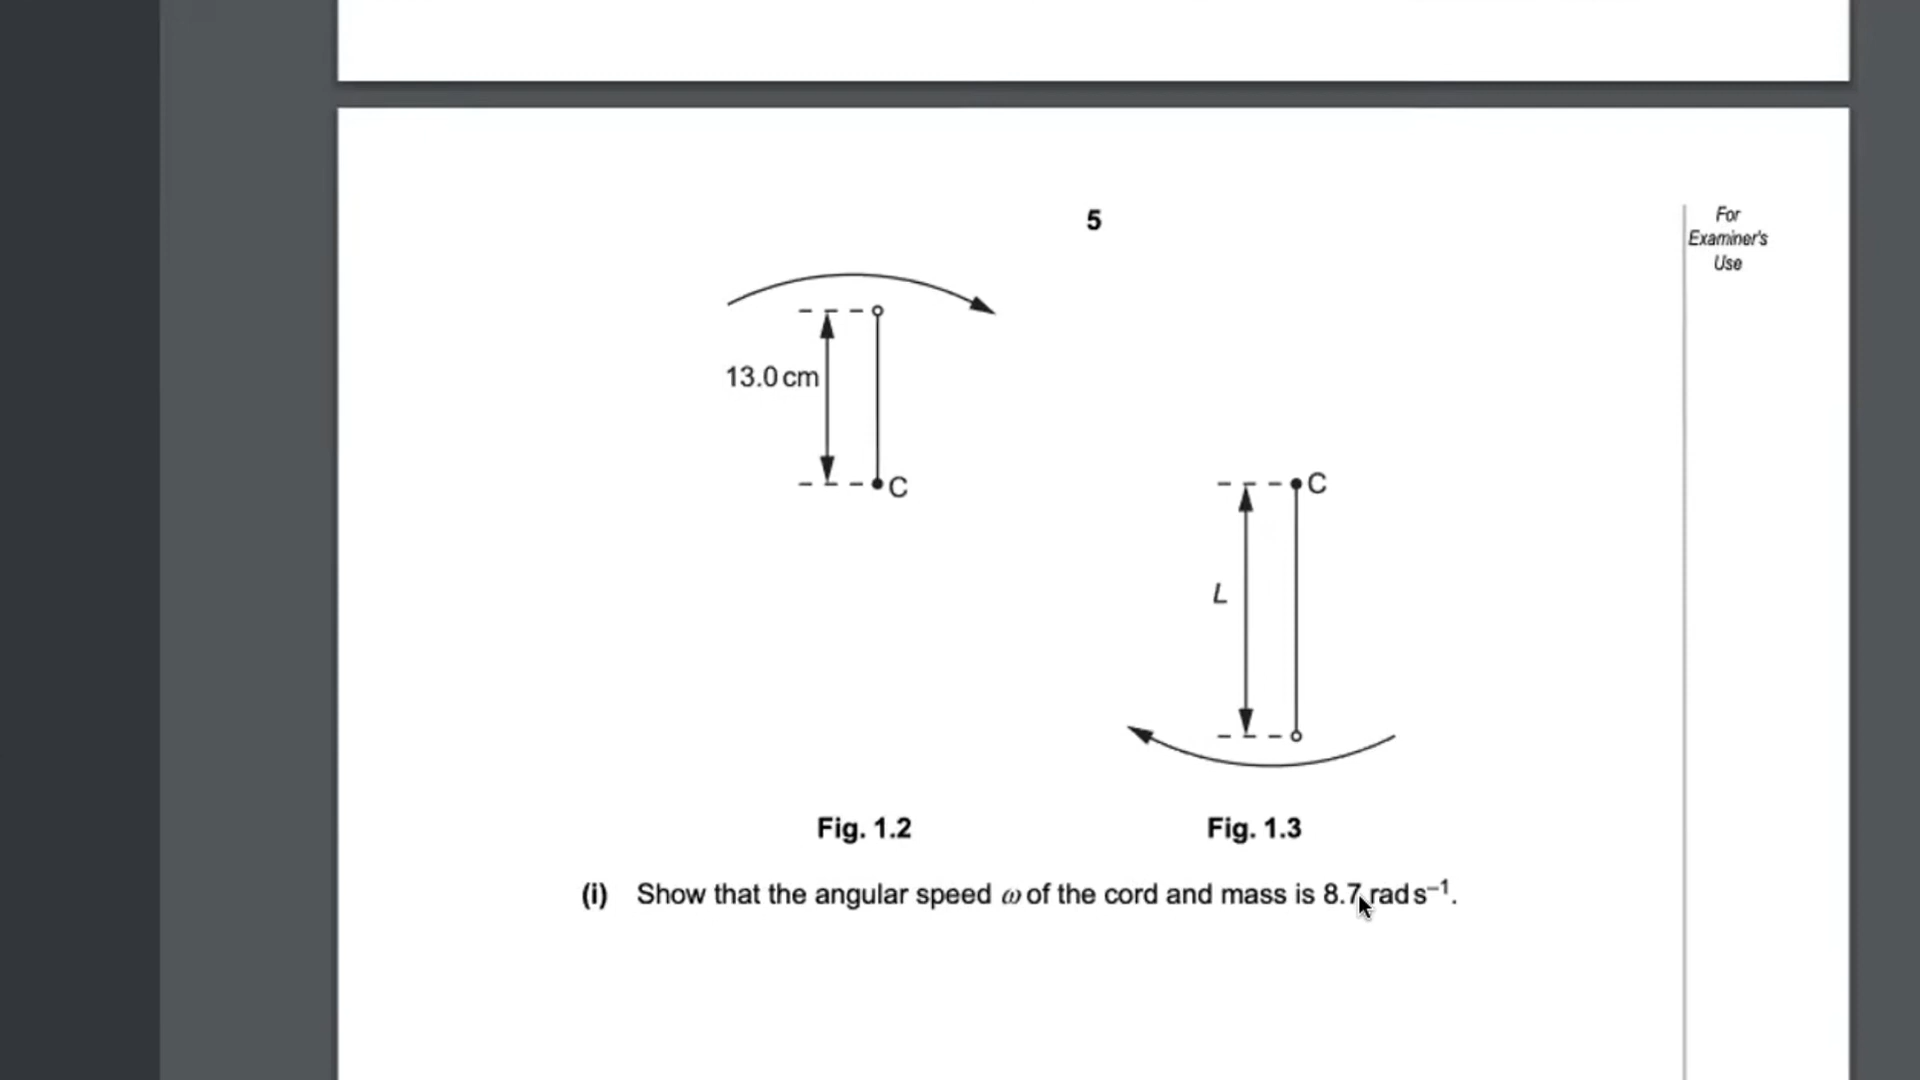 5
For
Examiner's
Use
13.0 cm
C
C
L
Fig. 1.2
Fig. 1.3
(i) Show that the angular speed ω of the cord and mass is 8.7 rad s⁻¹.